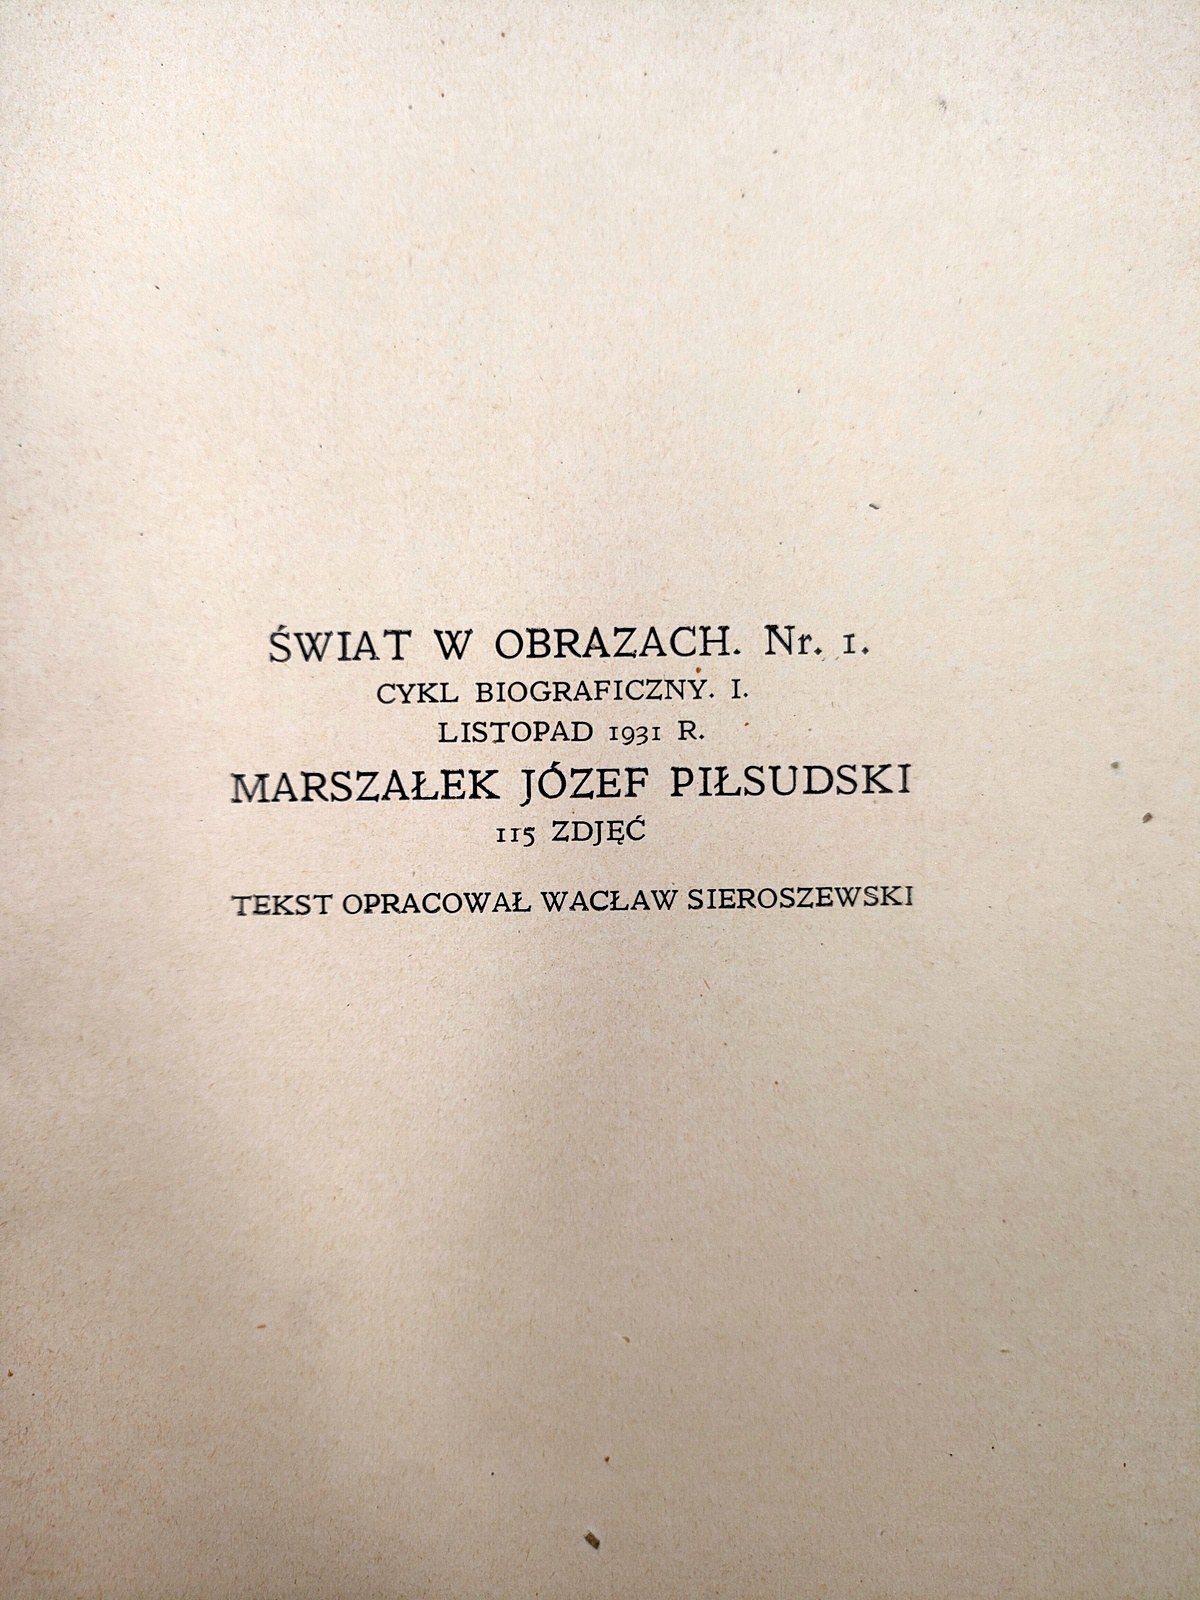 ŚWIAT W OBRAZACH. Nr. 1.
CYKL BIOGRAFICZNY. I.
LISTOPAD 1931 R.
MARSZAŁEK JÓZEF PIŁSUDSKI
115 ZDJĘĆ
TEKST OPRACOWAŁ WACŁAW SIEROSZEWSKI